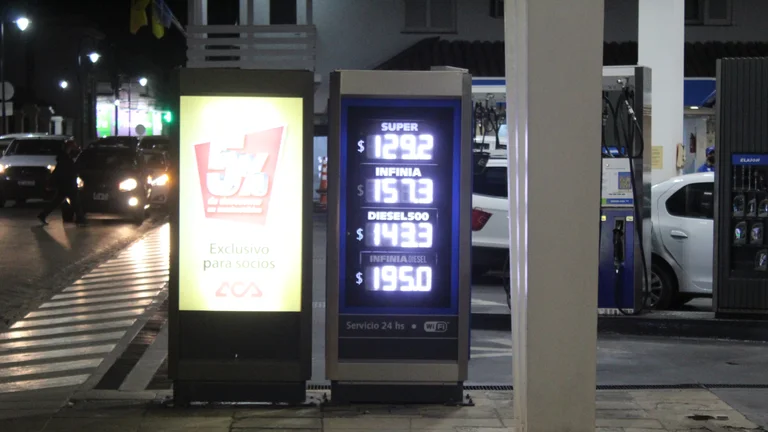 5%
Exclusivo
para socios
ACA
SUPER
$ 129.2
INFINIA
$ 157.3
DIESEL500
$ 143.3
INFINIA DIESEL
$ 195.0
Servicio 24 hs • WiFi